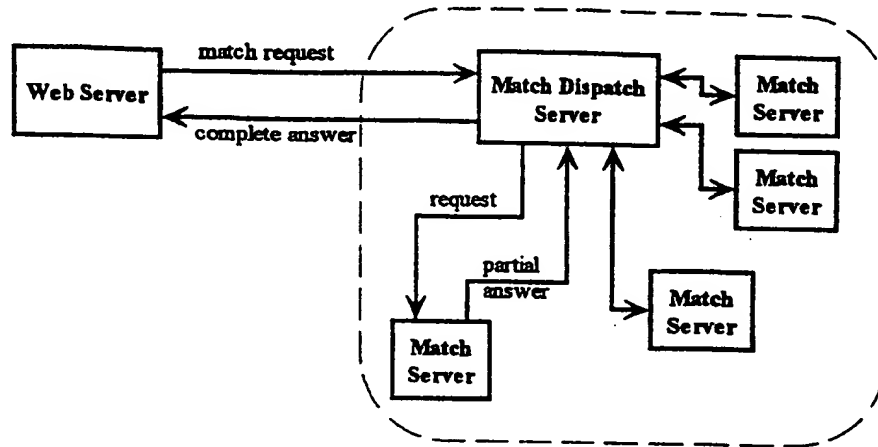 match request
Web Server
complete answer
Match Dispatch
Server
Match
Server
Match
Server
request
partial
answer
Match
Server
Match
Server